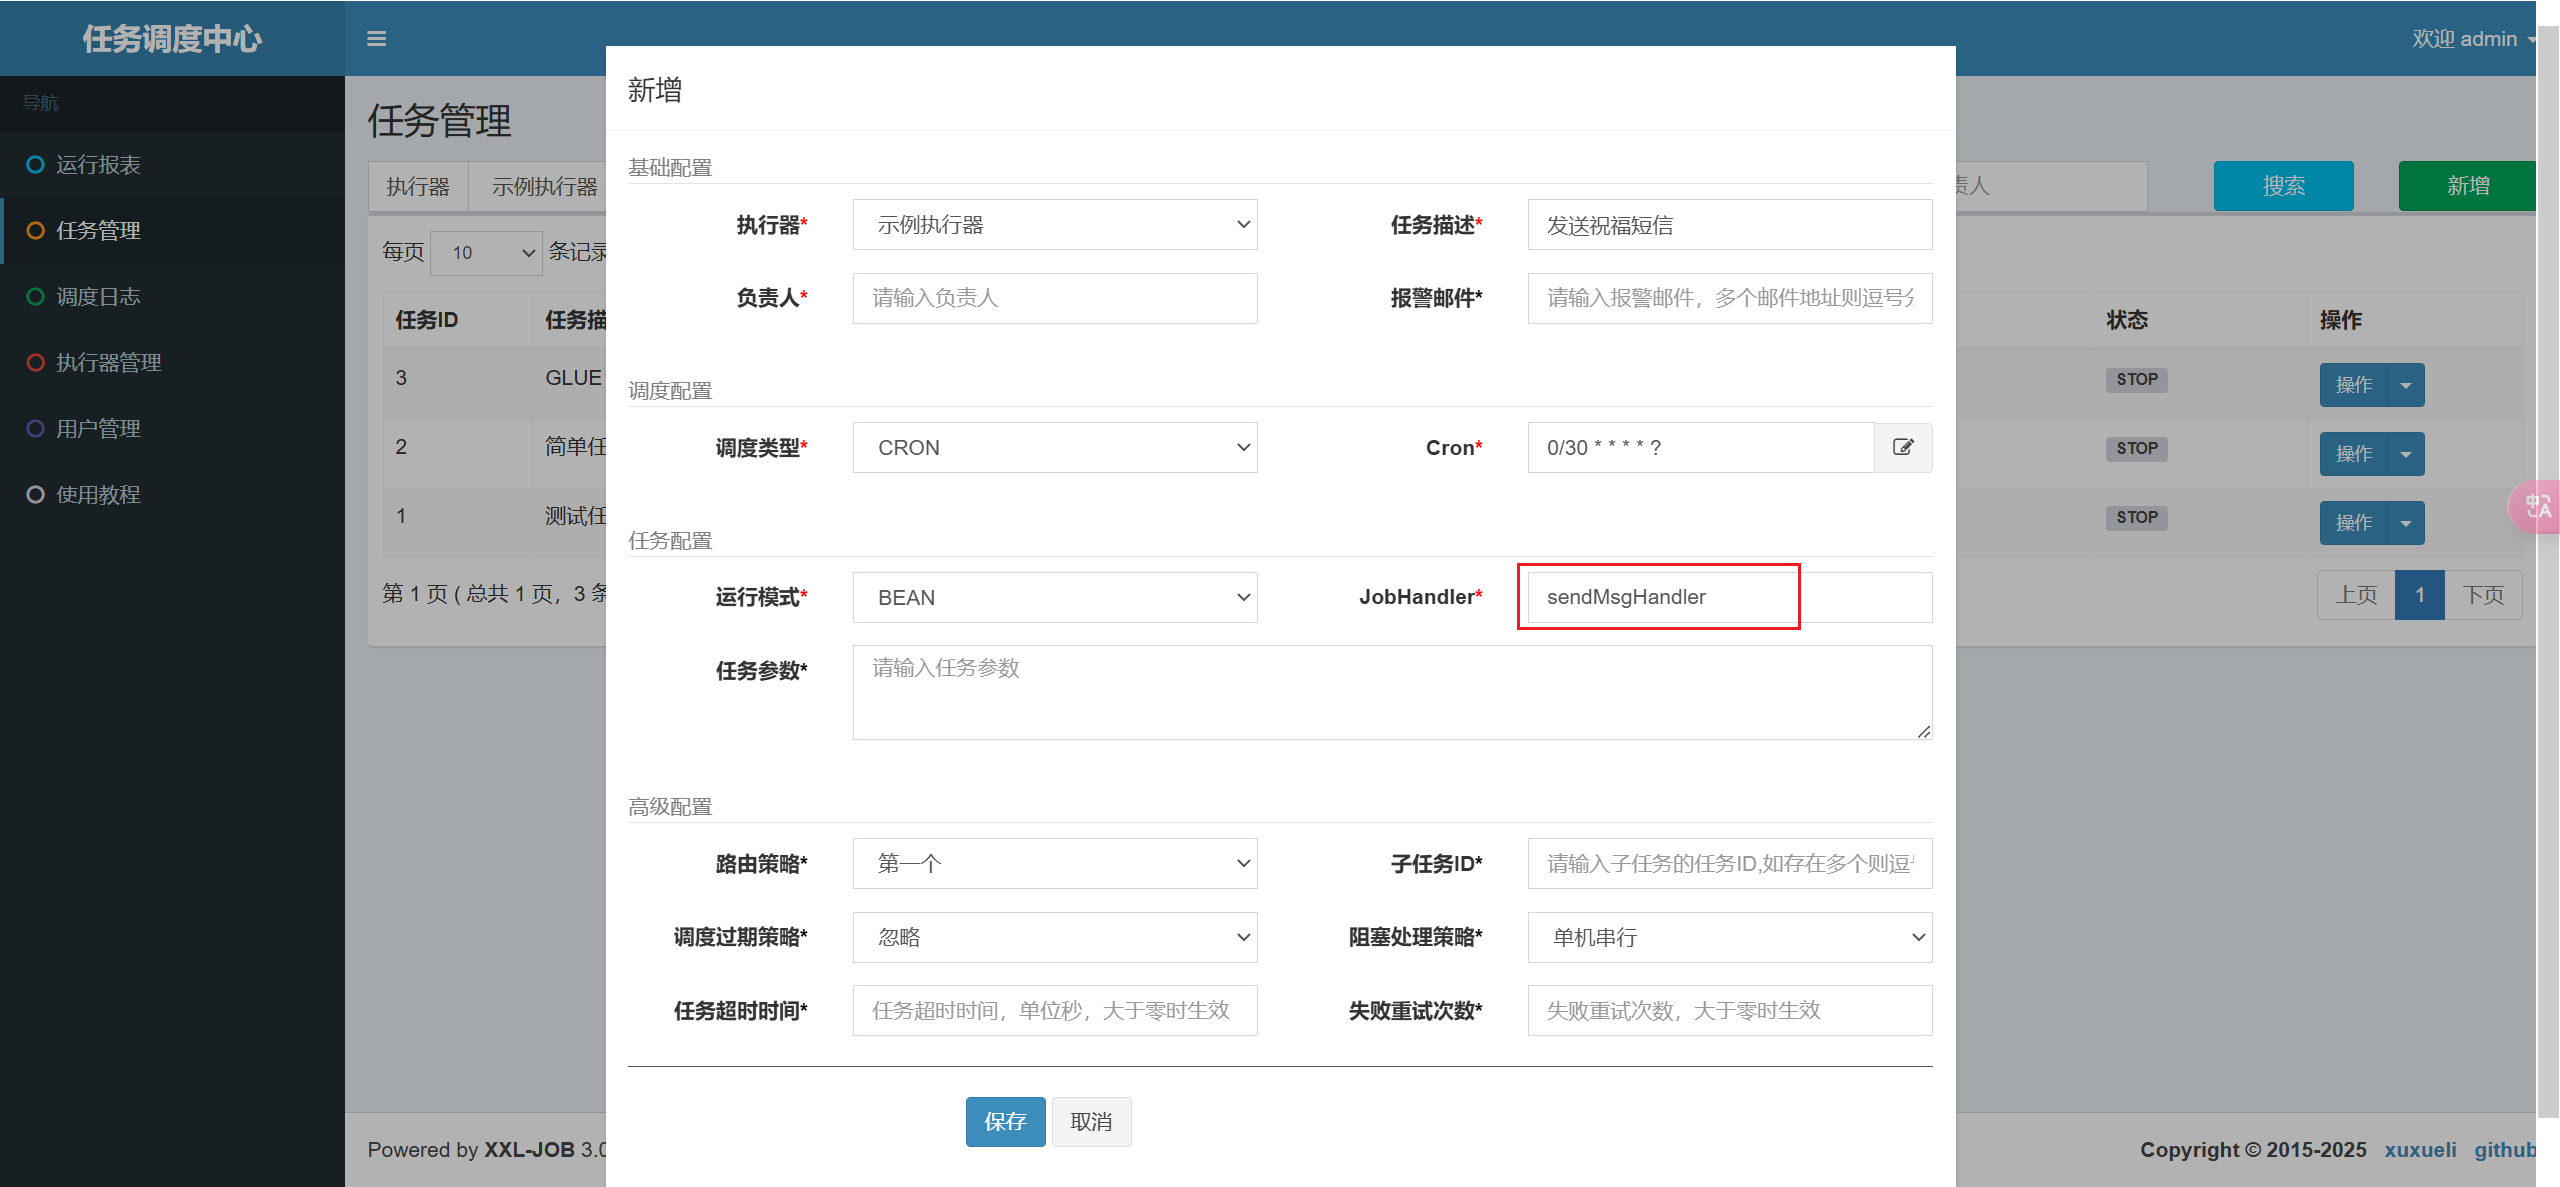 任务调度中心
欢迎 admin
导航
运行报表
任务管理
调度日志
执行器管理
用户管理
使用教程
任务管理
执行器 示例执行器
责人
搜索 新增
每页 10 条记录
任务ID 任务描 状态 操作
3 GLUE STOP 操作
2 简单任 STOP 操作
1 测试任 STOP 操作
第 1 页 ( 总共 1 页，3 条
上页 1 下页
新增
基础配置
执行器* 示例执行器 任务描述* 发送祝福短信
负责人* 请输入负责人 报警邮件* 请输入报警邮件，多个邮件地址则逗号分
调度配置
调度类型* CRON Cron* 0/30 * * * * ?
任务配置
运行模式* BEAN JobHandler* sendMsgHandler
任务参数* 请输入任务参数
高级配置
路由策略* 第一个 子任务ID* 请输入子任务的任务ID,如存在多个则逗
调度过期策略* 忽略 阻塞处理策略* 单机串行
任务超时时间* 任务超时时间，单位秒，大于零时生效 失败重试次数* 失败重试次数，大于零时生效
保存 取消
Powered by XXL-JOB 3.0
Copyright © 2015-2025 xuxueli github
中A